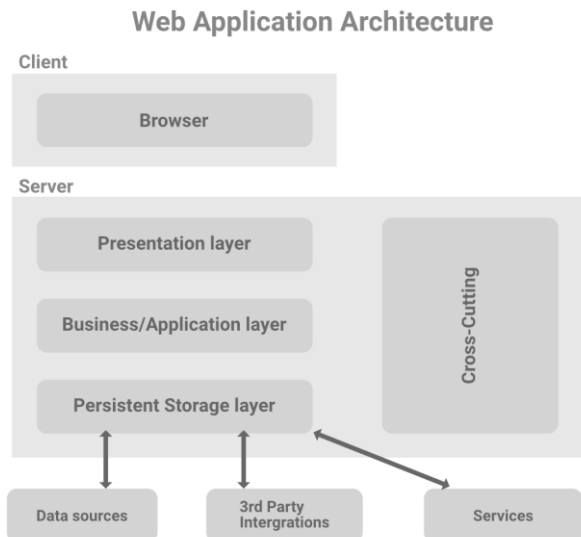 Web Application Architecture
Client
Browser
Server
Presentation layer
Business/Application layer
Persistent Storage layer
Cross-Cutting
Data sources
3rd Party
Intergrations
Services